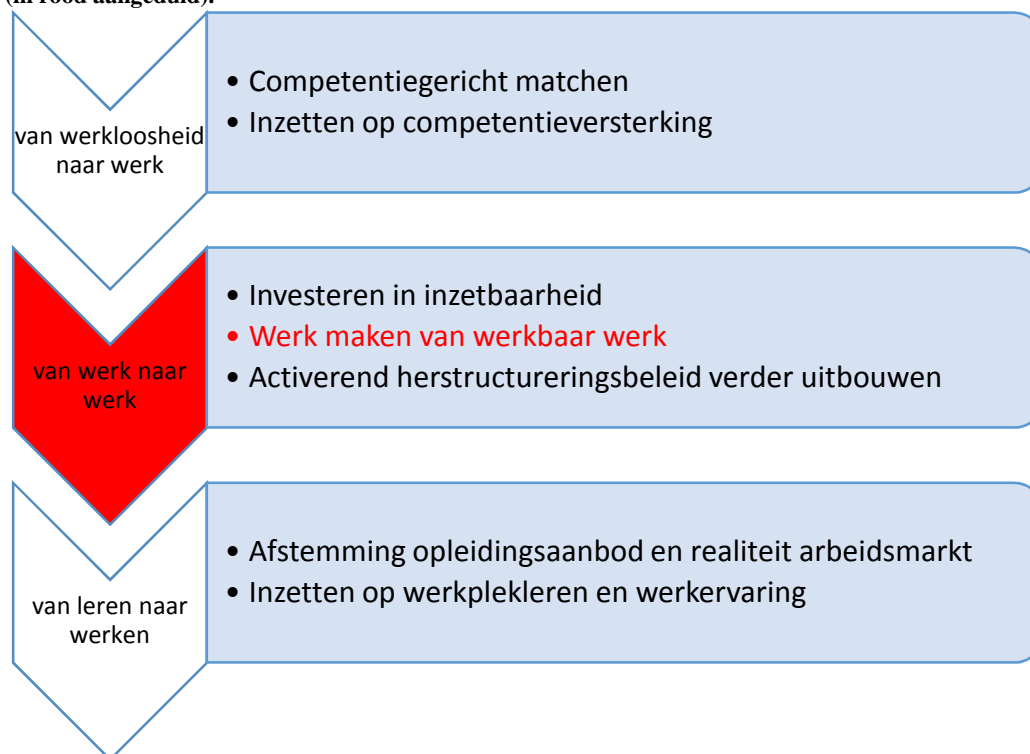 (in rood aangeduid).
van werkloosheid
naar werk
• Competentiegericht matchen
• Inzetten op competentieversterking
van werk naar
werk
• Investeren in inzetbaarheid
• Werk maken van werkbaar werk
• Activerend herstructureringsbeleid verder uitbouwen
van leren naar
werken
• Afstemming opleidingsaanbod en realiteit arbeidsmarkt
• Inzetten op werkplekleren en werkervaring